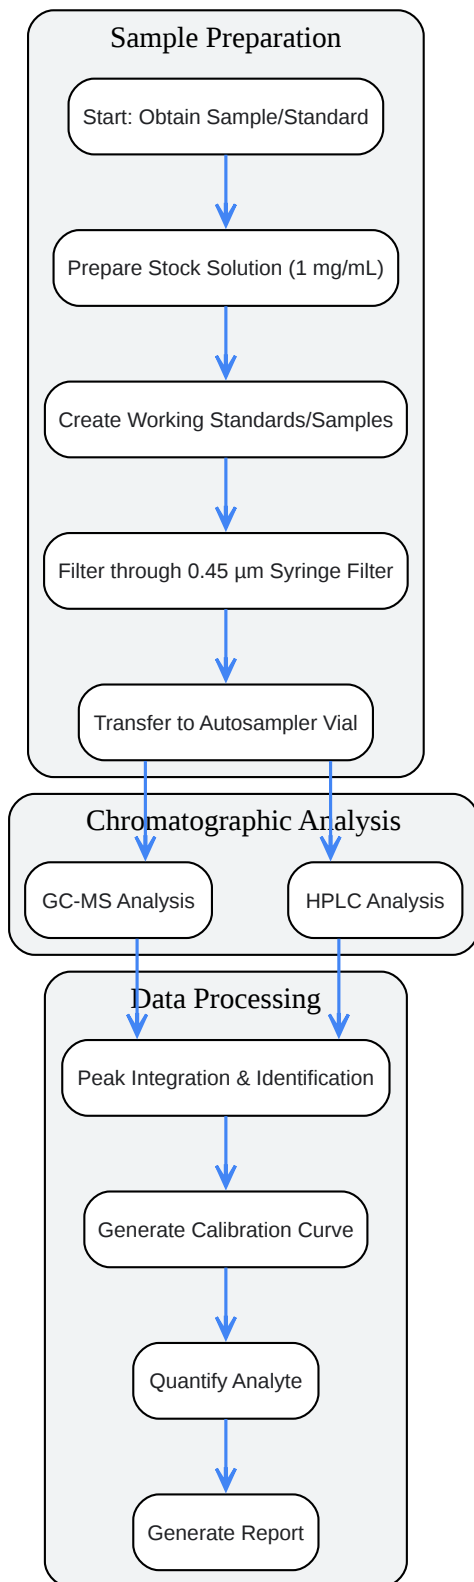 Sample Preparation
Start: Obtain Sample/Standard
Prepare Stock Solution (1 mg/mL)
Create Working Standards/Samples
Filter through 0.45 µm Syringe Filter
Transfer to Autosampler Vial
Chromatographic Analysis
GC-MS Analysis
HPLC Analysis
Data Processing
Peak Integration & Identification
Generate Calibration Curve
Quantify Analyte
Generate Report